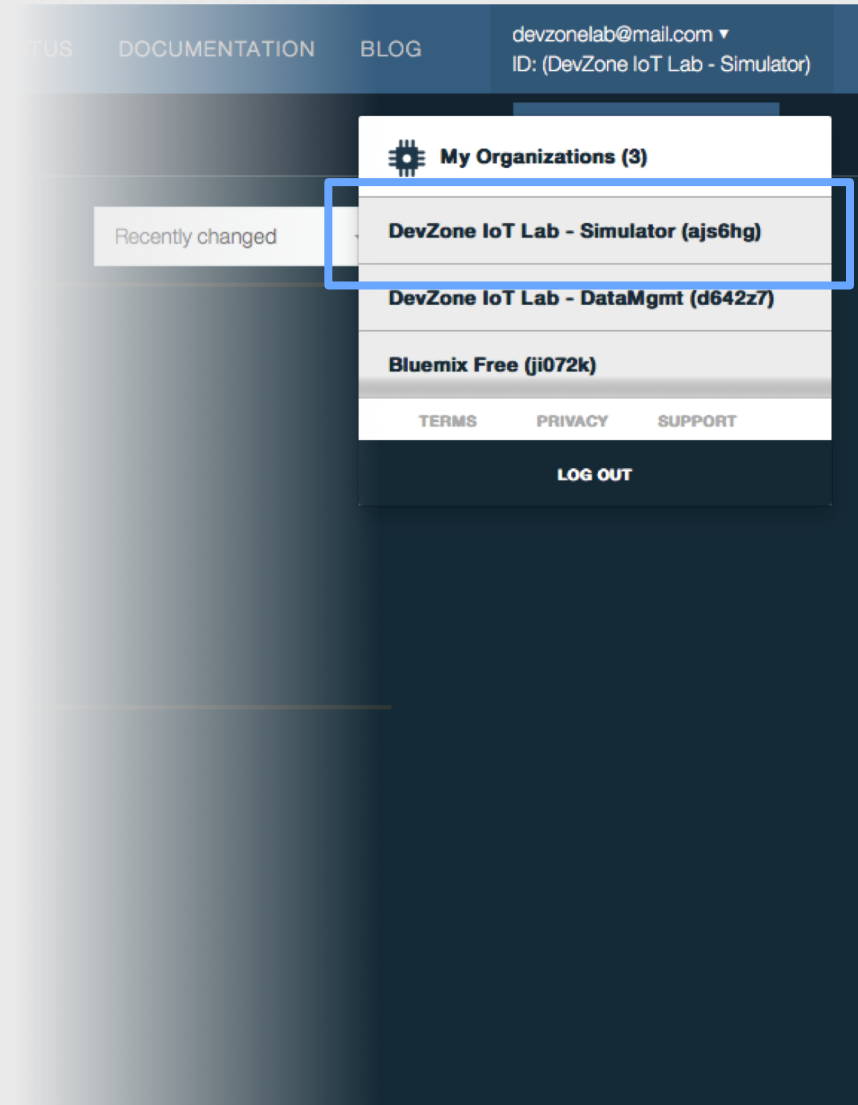 DOCUMENTATION BLOG devzonelab@mail.com ▾
ID: (DevZone IoT Lab - Simulator)
My Organizations (3)
Recently changed
DevZone IoT Lab - Simulator (ajs6hg)
DevZone IoT Lab - DataMgmt (d642z7)
Bluemix Free (ji072k)
TERMS PRIVACY SUPPORT
LOG OUT